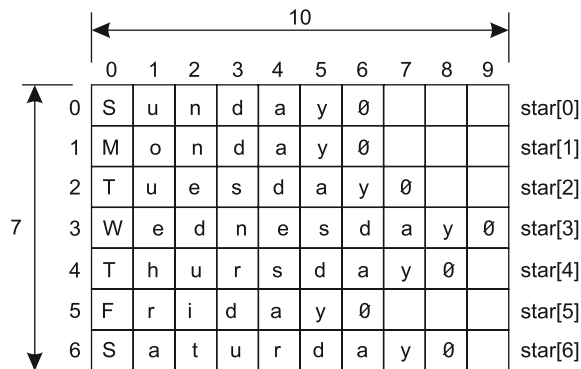 10
0 1 2 3 4 5 6 7 8 9
0 S u n d a y Ø star[0]
1 M o n d a y Ø star[1]
2 T u e s d a y Ø star[2]
7 3 W e d n e s d a y Ø star[3]
4 T h u r s d a y Ø star[4]
5 F r i d a y Ø star[5]
6 S a t u r d a y Ø star[6]